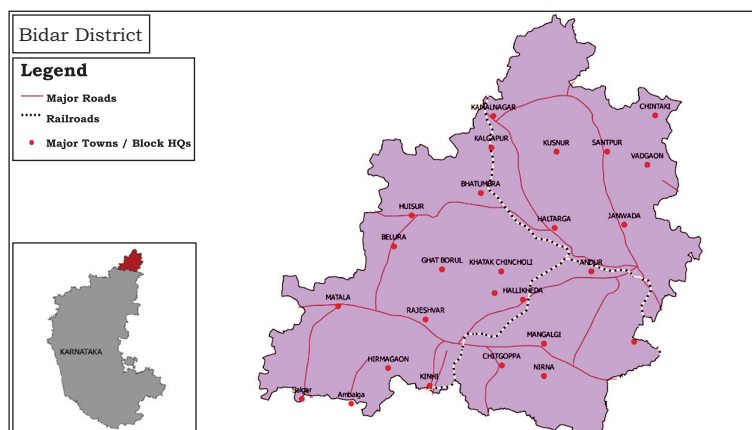 Bidar District
Legend
Major Roads
Railroads
Major Towns / Block HQs
KARNATAKA
KAMALNAGAR
CHINTAKI
KALGAPUR
KUSNUR
SANTPUR
VADGAON
BHATUMBRA
HUISUR
HALTARGA
JANWADA
BELURA
GHAT BORUL
KHATAK CHINCHOLI
ANDUR
MATALA
HALLIKHEDA
RAJESHVAR
MANGALGI
HIRMAGAON
CHITGOPPA
KINHI
NIRNA
Salgar
Ambalga